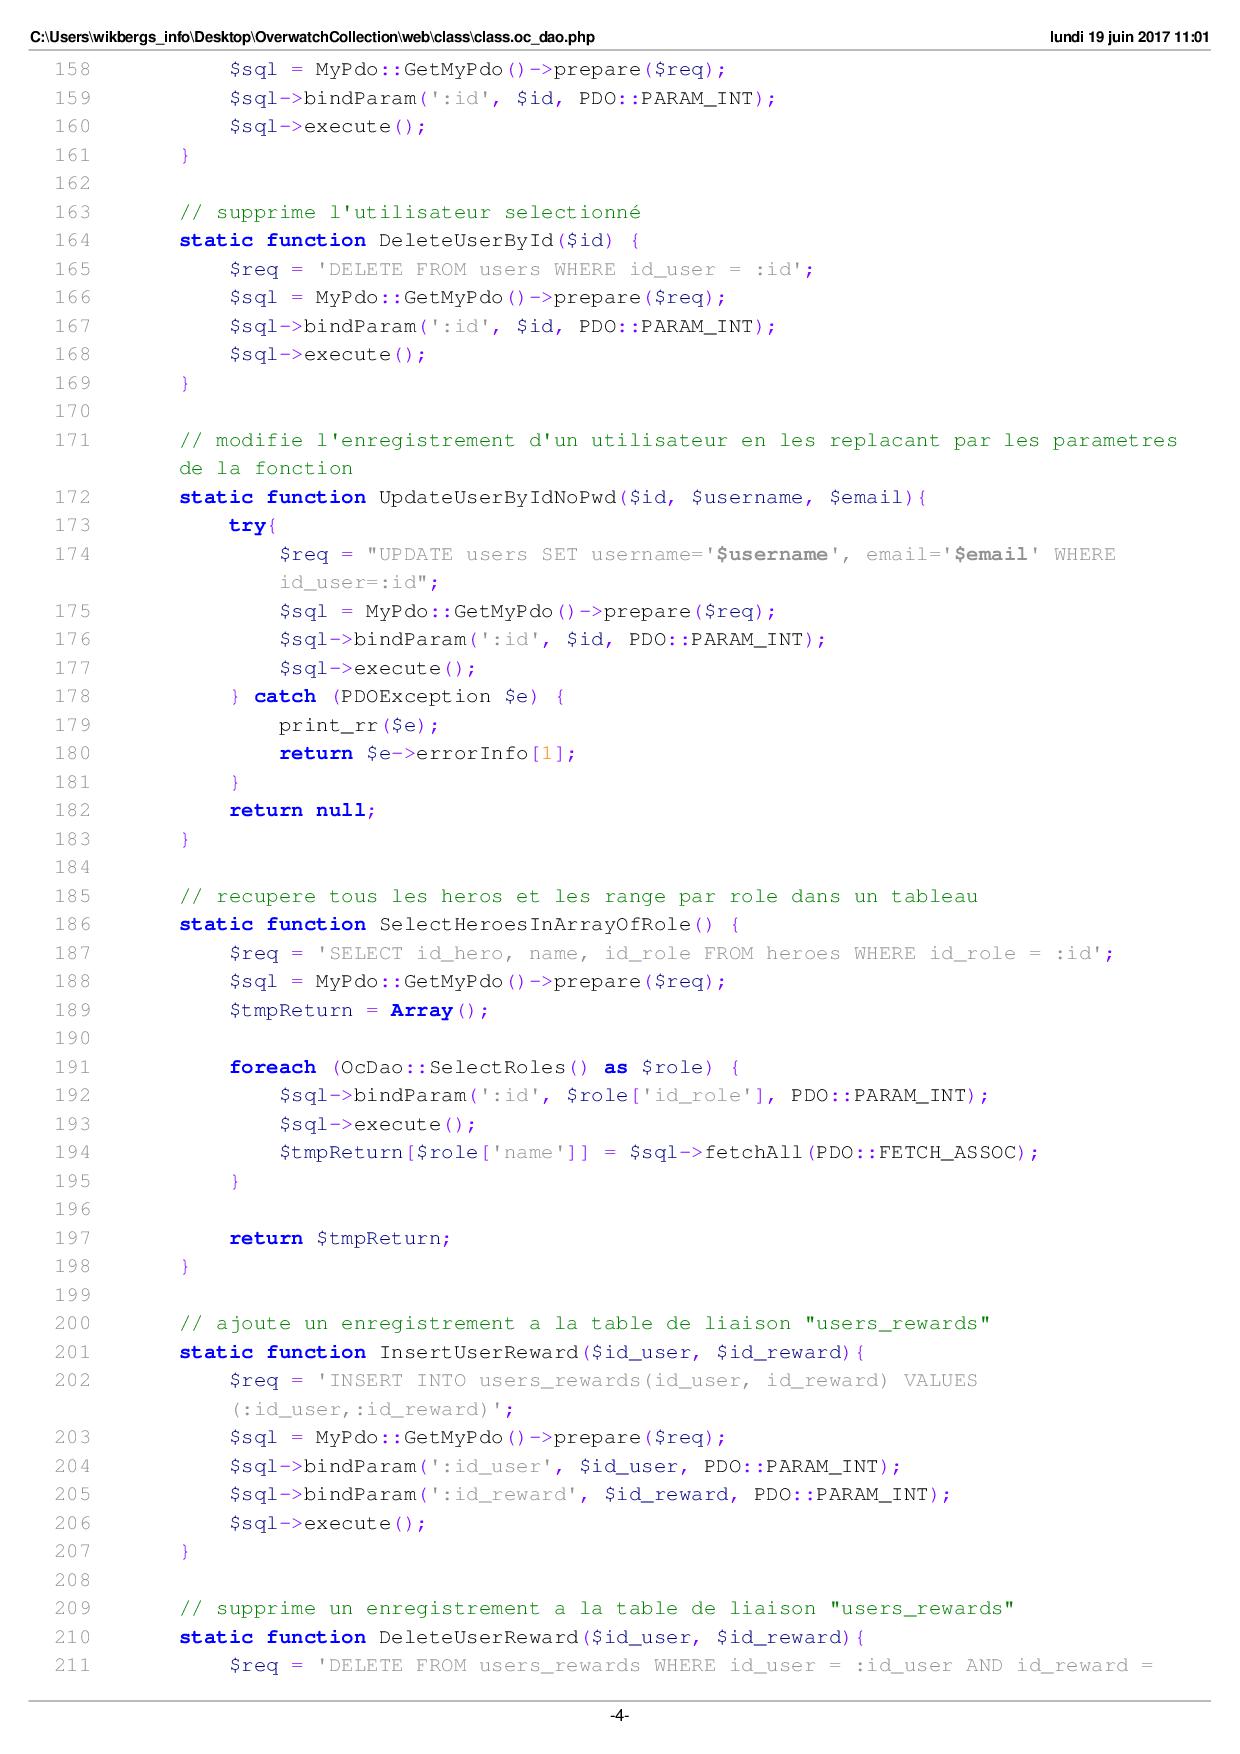 C:\Users\wikbergs_info\Desktop\OverwatchCollection\web\class\class.oc_dao.php lundi 19 juin 2017 11:01
158 $sql = MyPdo::GetMyPdo()->prepare($req);
159 $sql->bindParam(':id', $id, PDO::PARAM_INT);
160 $sql->execute();
161 }
162
163 // supprime l'utilisateur selectionné
164 static function DeleteUserById($id) {
165 $req = 'DELETE FROM users WHERE id_user = :id';
166 $sql = MyPdo::GetMyPdo()->prepare($req);
167 $sql->bindParam(':id', $id, PDO::PARAM_INT);
168 $sql->execute();
169 }
170
171 // modifie l'enregistrement d'un utilisateur en les replacant par les parametres
de la fonction
172 static function UpdateUserByIdNoPwd($id, $username, $email){
173 try{
174 $req = "UPDATE users SET username='$username', email='$email' WHERE
id_user=:id";
175 $sql = MyPdo::GetMyPdo()->prepare($req);
176 $sql->bindParam(':id', $id, PDO::PARAM_INT);
177 $sql->execute();
178 } catch (PDOException $e) {
179 print_rr($e);
180 return $e->errorInfo[1];
181 }
182 return null;
183 }
184
185 // recupere tous les heros et les range par role dans un tableau
186 static function SelectHeroesInArrayOfRole() {
187 $req = 'SELECT id_hero, name, id_role FROM heroes WHERE id_role = :id';
188 $sql = MyPdo::GetMyPdo()->prepare($req);
189 $tmpReturn = Array();
190
191 foreach (OcDao::SelectRoles() as $role) {
192 $sql->bindParam(':id', $role['id_role'], PDO::PARAM_INT);
193 $sql->execute();
194 $tmpReturn[$role['name']] = $sql->fetchAll(PDO::FETCH_ASSOC);
195 }
196
197 return $tmpReturn;
198 }
199
200 // ajoute un enregistrement a la table de liaison "users_rewards"
201 static function InsertUserReward($id_user, $id_reward){
202 $req = 'INSERT INTO users_rewards(id_user, id_reward) VALUES
(:id_user,:id_reward)';
203 $sql = MyPdo::GetMyPdo()->prepare($req);
204 $sql->bindParam(':id_user', $id_user, PDO::PARAM_INT);
205 $sql->bindParam(':id_reward', $id_reward, PDO::PARAM_INT);
206 $sql->execute();
207 }
208
209 // supprime un enregistrement a la table de liaison "users_rewards"
210 static function DeleteUserReward($id_user, $id_reward){
211 $req = 'DELETE FROM users_rewards WHERE id_user = :id_user AND id_reward =
-4-